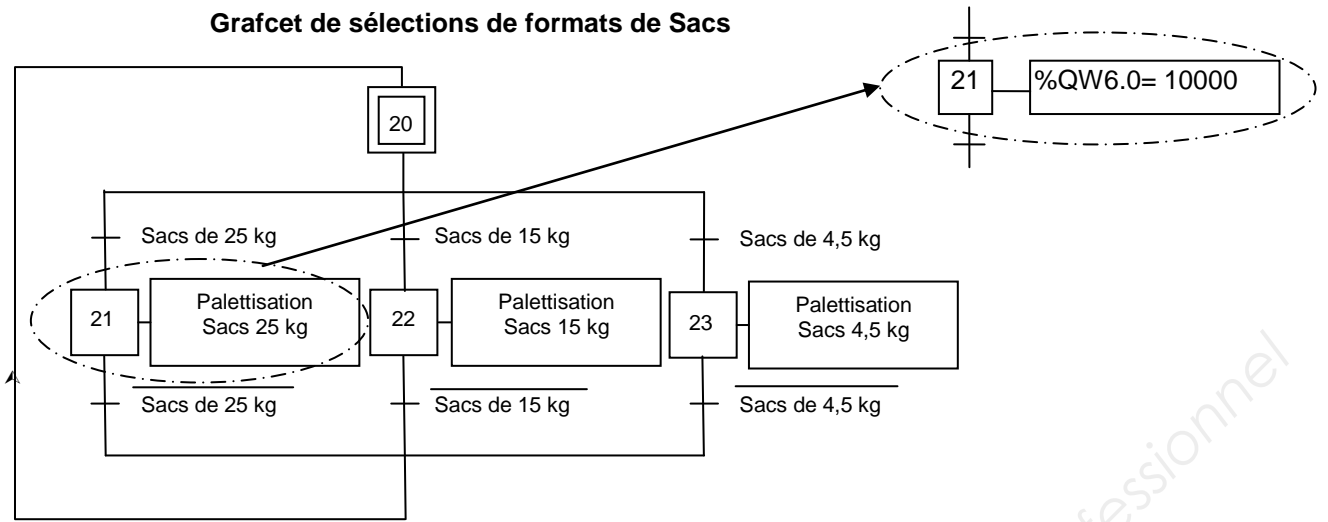 Grafcet de sélections de formats de Sacs
21
%QW6.0= 10000
20
Sacs de 25 kg
Sacs de 15 kg
Sacs de 4,5 kg
21
Palettisation
Sacs 25 kg
22
Palettisation
Sacs 15 kg
23
Palettisation
Sacs 4,5 kg
Sacs de 25 kg
Sacs de 15 kg
Sacs de 4,5 kg